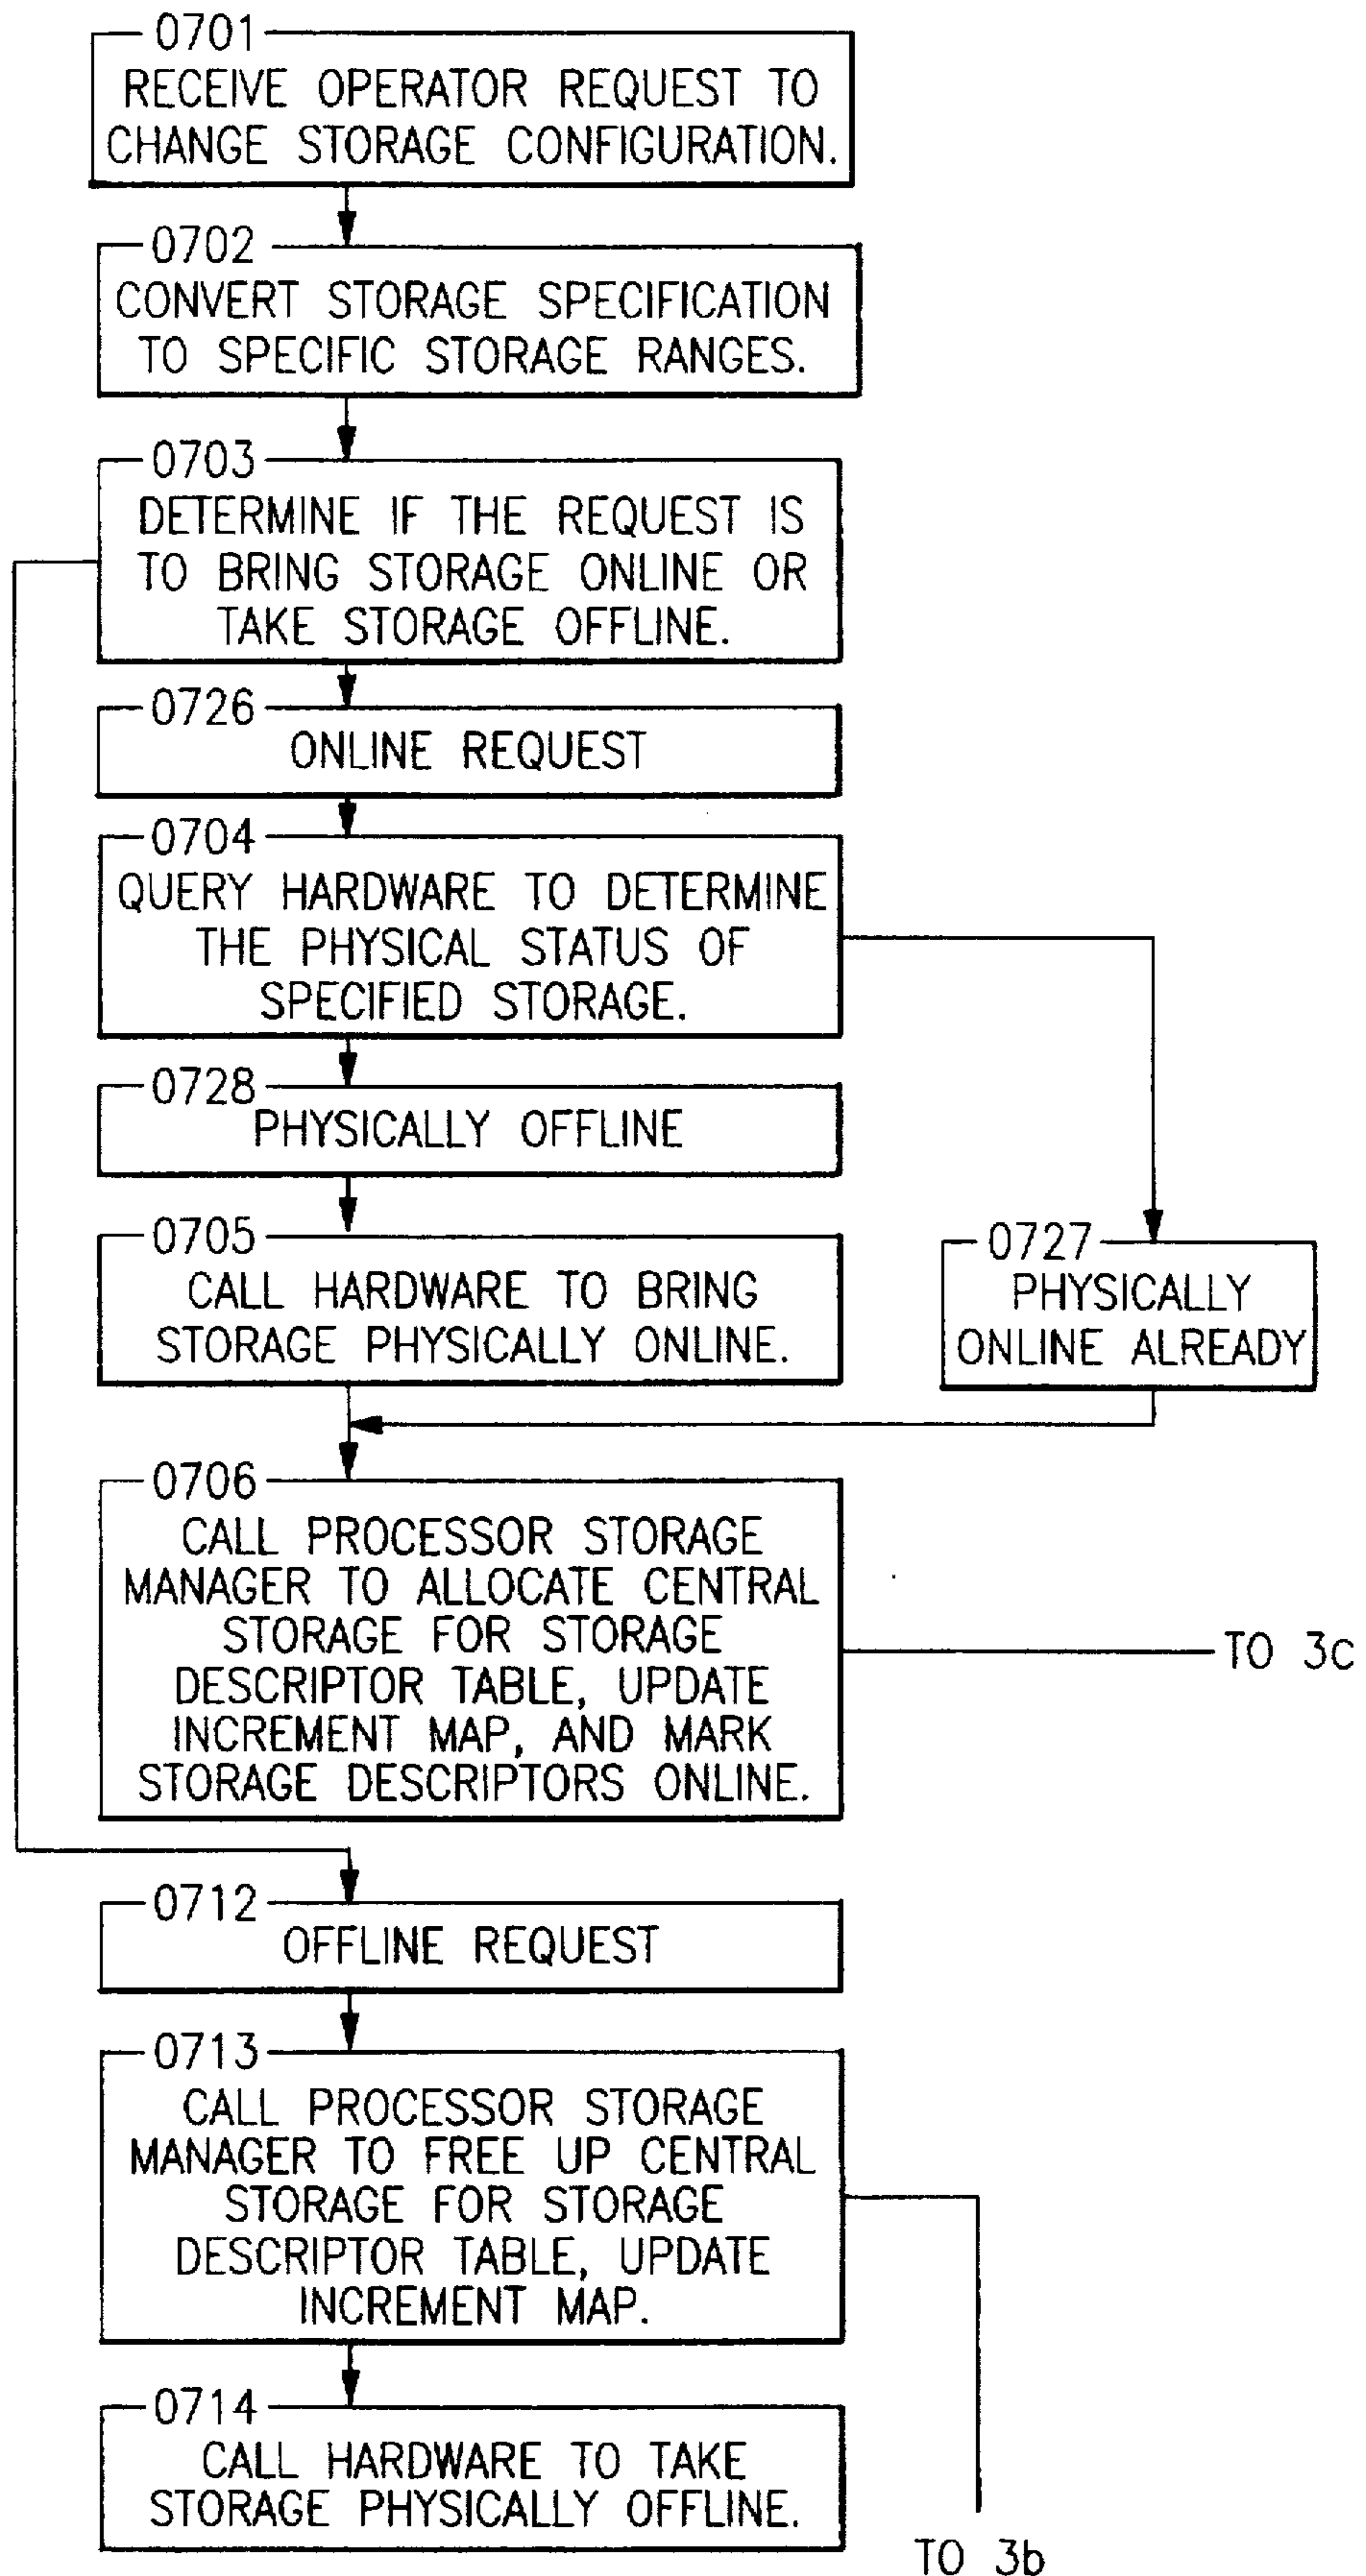 0701
RECEIVE OPERATOR REQUEST TO
CHANGE STORAGE CONFIGURATION.
0702
CONVERT STORAGE SPECIFICATION
TO SPECIFIC STORAGE RANGES.
0703
DETERMINE IF THE REQUEST IS
TO BRING STORAGE ONLINE OR
TAKE STORAGE OFFLINE.
0726
ONLINE REQUEST
0704
QUERY HARDWARE TO DETERMINE
THE PHYSICAL STATUS OF
SPECIFIED STORAGE.
0728
PHYSICALLY OFFLINE
0705
CALL HARDWARE TO BRING
STORAGE PHYSICALLY ONLINE.
0727
PHYSICALLY
ONLINE ALREADY
0706
CALL PROCESSOR STORAGE
MANAGER TO ALLOCATE CENTRAL
STORAGE FOR STORAGE
DESCRIPTOR TABLE, UPDATE
INCREMENT MAP, AND MARK
STORAGE DESCRIPTORS ONLINE.
TO 3c
0712
OFFLINE REQUEST
0713
CALL PROCESSOR STORAGE
MANAGER TO FREE UP CENTRAL
STORAGE FOR STORAGE
DESCRIPTOR TABLE, UPDATE
INCREMENT MAP.
0714
CALL HARDWARE TO TAKE
STORAGE PHYSICALLY OFFLINE.
TO 3b